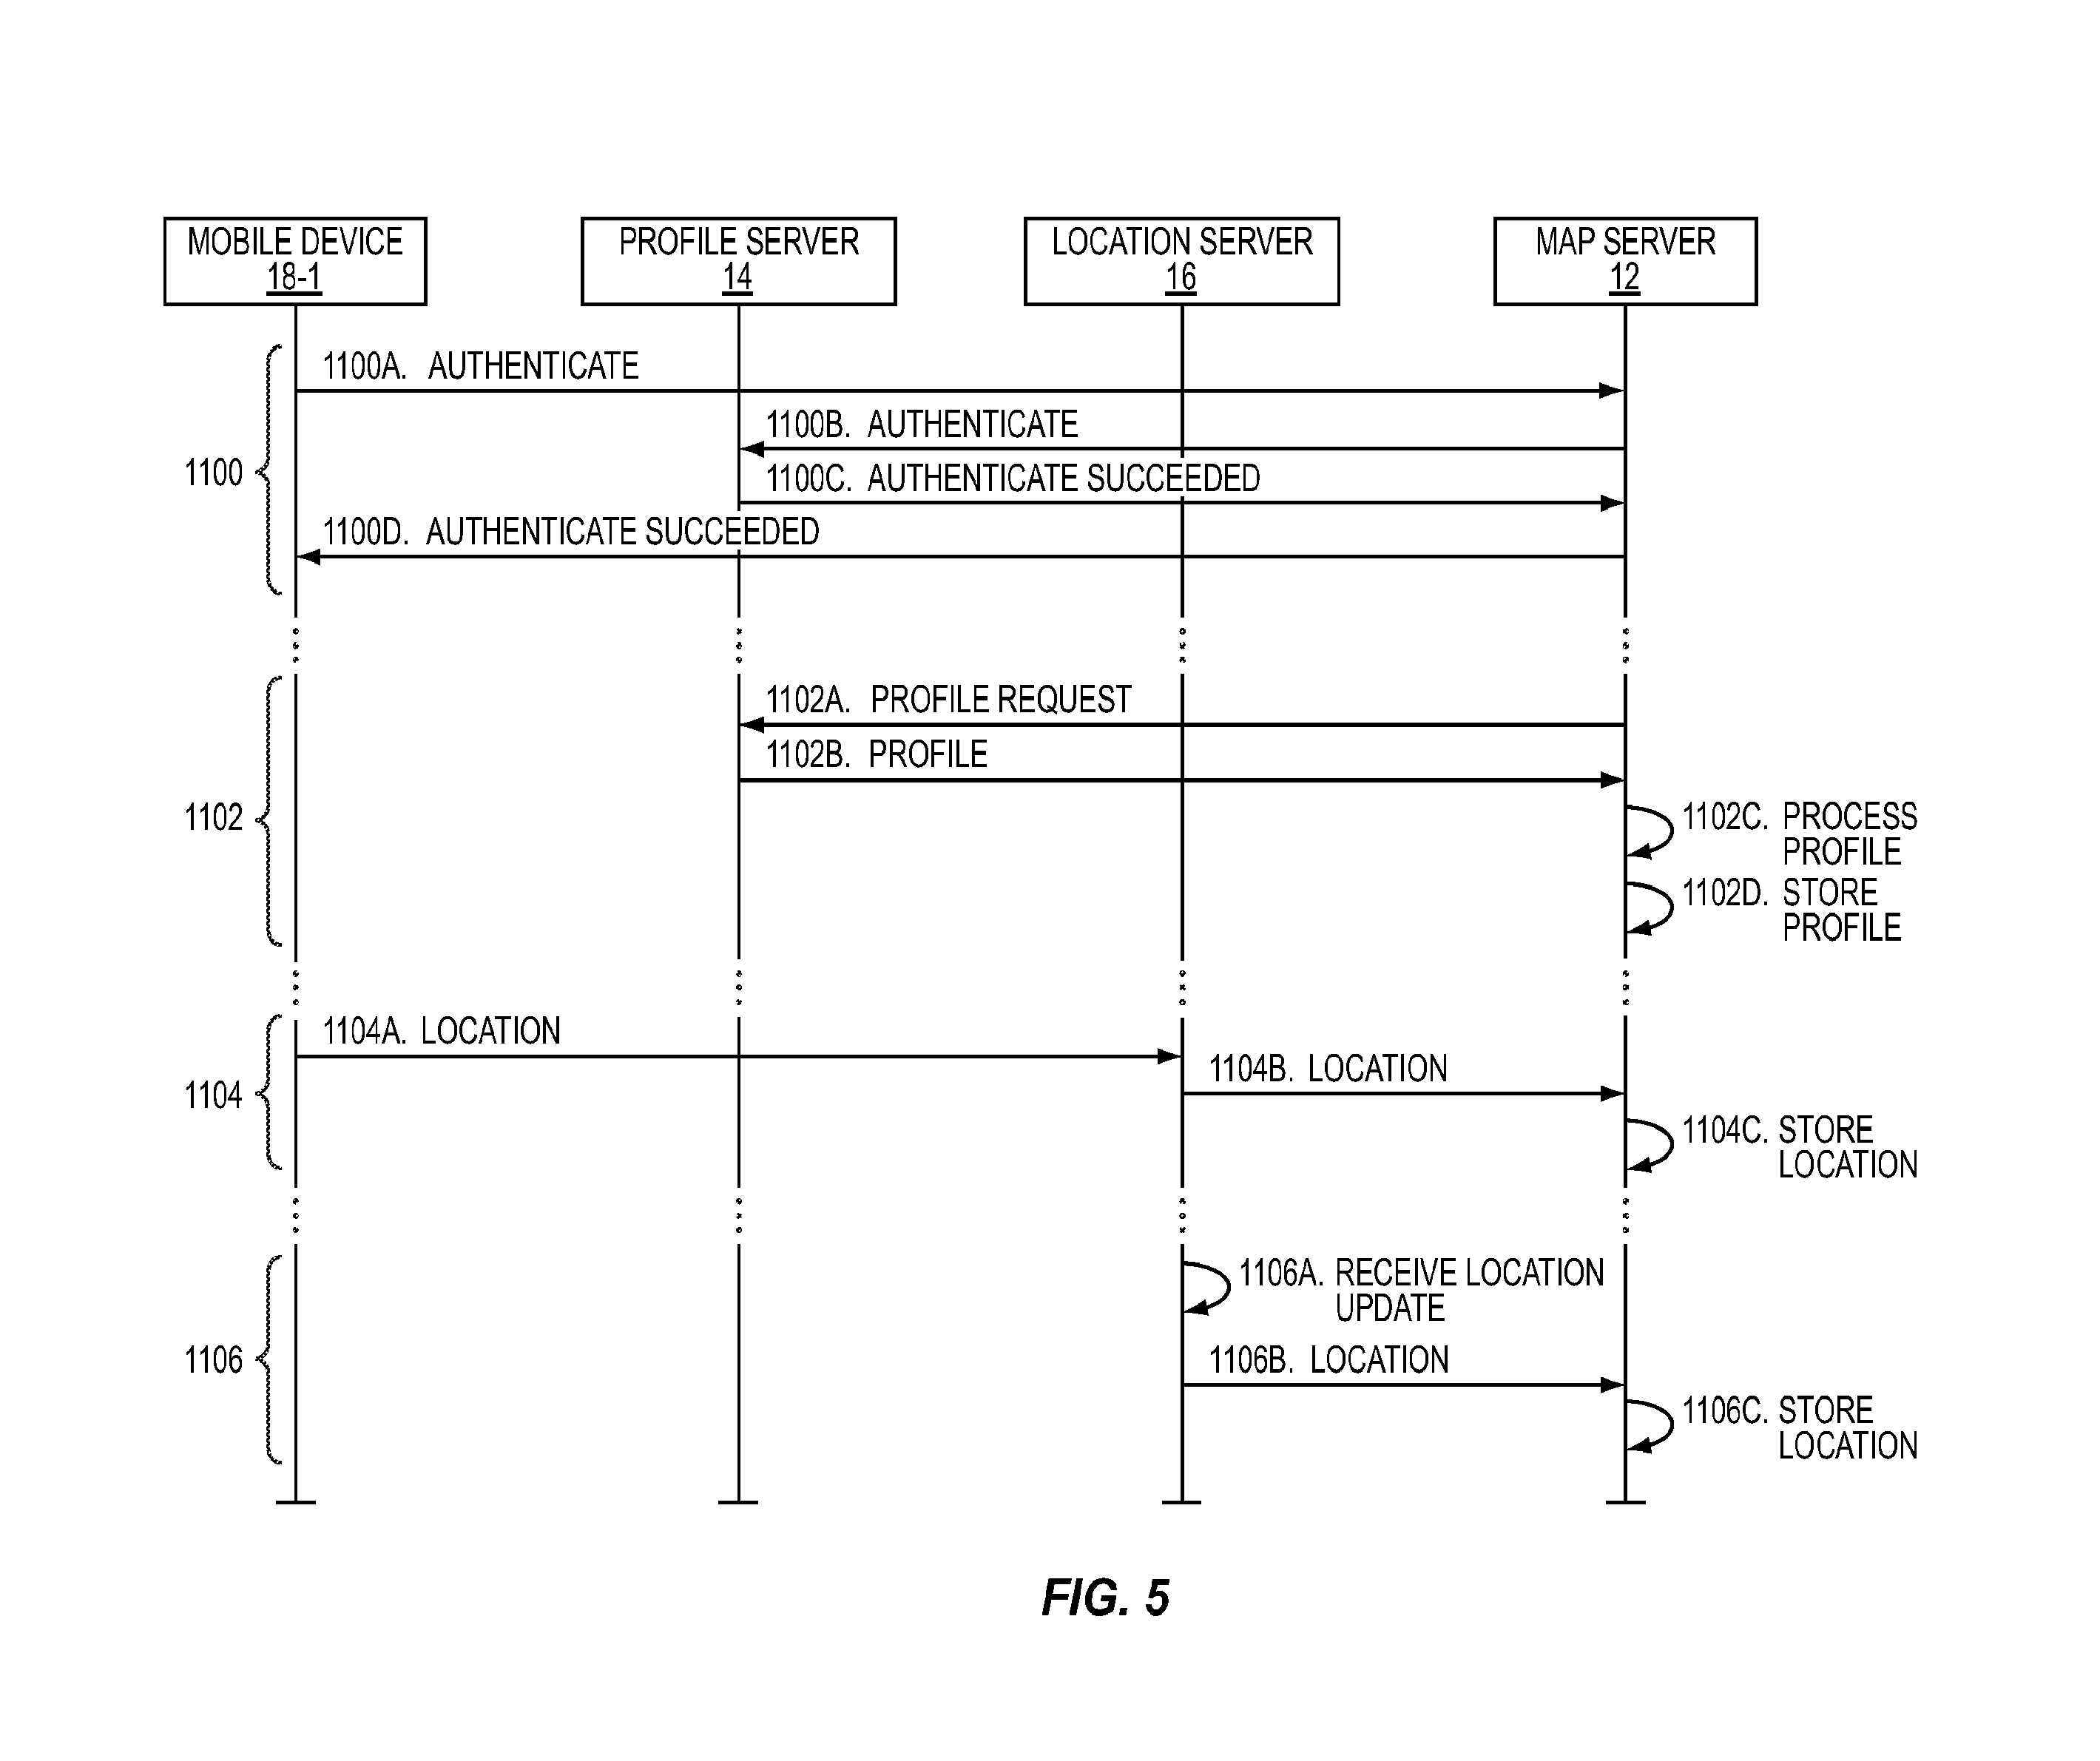 MOBILE DEVICE
18-1
PROFILE SERVER
14
LOCATION SERVER
16
MAP SERVER
12
1100
1100A. AUTHENTICATE
1100B. AUTHENTICATE
1100C. AUTHENTICATE SUCCEEDED
1100D. AUTHENTICATE SUCCEEDED
1102
1102A. PROFILE REQUEST
1102B. PROFILE
1102C. PROCESS
PROFILE
1102D. STORE
PROFILE
1104
1104A. LOCATION
1104B. LOCATION
1104C. STORE
LOCATION
1106
1106A. RECEIVE LOCATION
UPDATE
1106B. LOCATION
1106C. STORE
LOCATION
FIG. 5